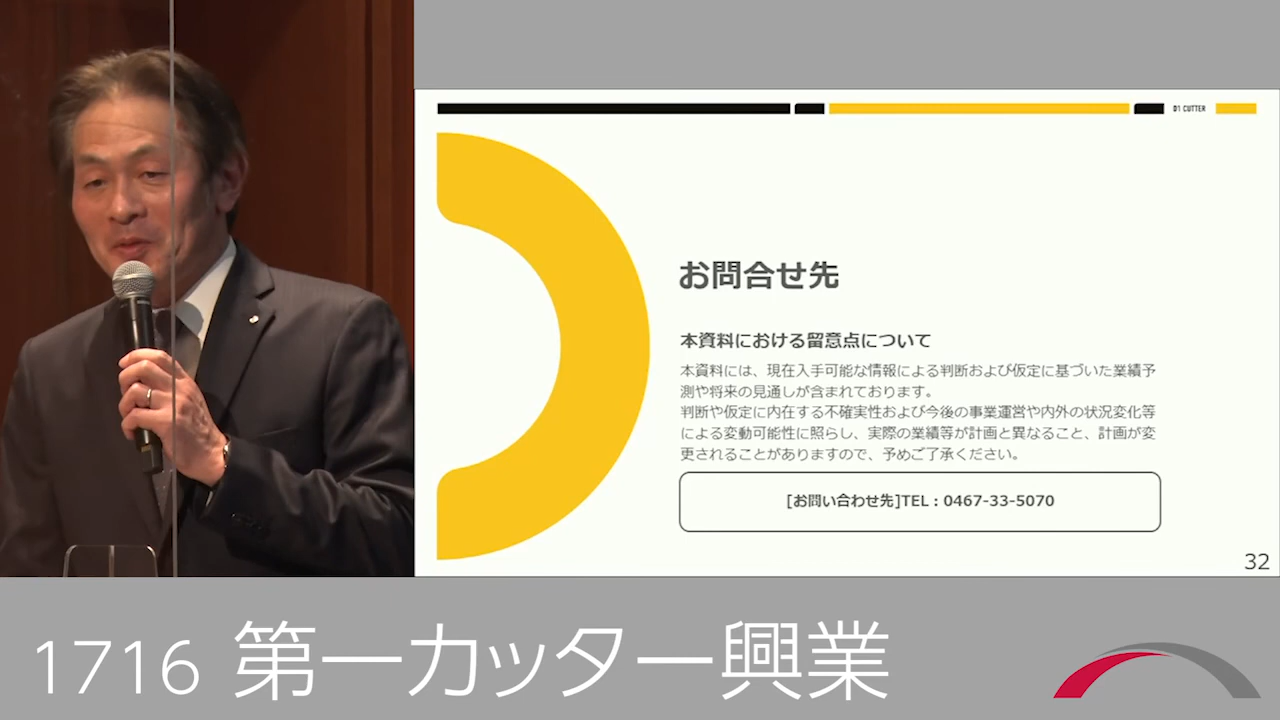 D1 CUTTER
お問合せ先
本資料における留意点について
本資料には、現在入手可能な情報による判断および仮定に基づいた業績予
測や将来の見通しが含まれております。
判断や仮定に内在する不確実性および今後の事業運営や内外の状況変化等
による変動可能性に照らし、実際の業績等が計画と異なること、計画が変
更されることがありますので、予めご了承ください。
[お問い合わせ先]TEL：0467-33-5070
32
1716 第一カッター興業